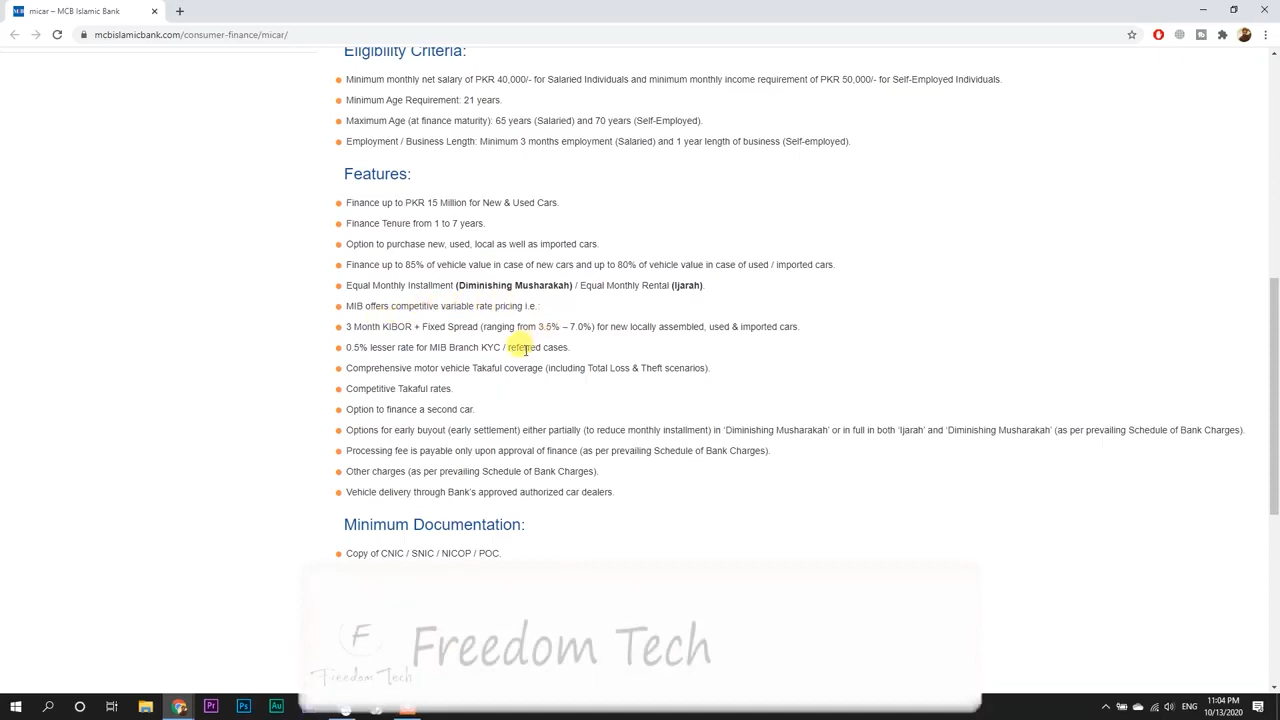 micar – MCB Islamic Bank
mcbislamicbank.com/consumer-finance/micar/
Eligibility Criteria:
Minimum monthly net salary of PKR 40,000/- for Salaried Individuals and minimum monthly income requirement of PKR 50,000/- for Self-Employed Individuals.
Minimum Age Requirement: 21 years.
Maximum Age (at finance maturity): 65 years (Salaried) and 70 years (Self-Employed).
Employment / Business Length: Minimum 3 months employment (Salaried) and 1 year length of business (Self-employed).
Features:
Finance up to PKR 15 Million for New & Used Cars.
Finance Tenure from 1 to 7 years.
Option to purchase new, used, local as well as imported cars.
Finance up to 85% of vehicle value in case of new cars and up to 80% of vehicle value in case of used / imported cars.
Equal Monthly Installment (Diminishing Musharakah) / Equal Monthly Rental (Ijarah).
MIB offers competitive variable rate pricing i.e.:
3 Month KIBOR + Fixed Spread (ranging from 3.5% – 7.0%) for new locally assembled, used & imported cars.
0.5% lesser rate for MIB Branch KYC / referred cases.
Comprehensive motor vehicle Takaful coverage (including Total Loss & Theft scenarios).
Competitive Takaful rates.
Option to finance a second car.
Options for early buyout (early settlement) either partially (to reduce monthly installment) in ‘Diminishing Musharakah’ or in full in both ‘Ijarah’ and ‘Diminishing Musharakah’ (as per prevailing Schedule of Bank Charges).
Processing fee is payable only upon approval of finance (as per prevailing Schedule of Bank Charges).
Other charges (as per prevailing Schedule of Bank Charges).
Vehicle delivery through Bank’s approved authorized car dealers.
Minimum Documentation:
Copy of CNIC / SNIC / NICOP / POC.
F
Freedom Tech
Freedom Tech
Pr
Ps
Au
ENG
11:04 PM
10/13/2020